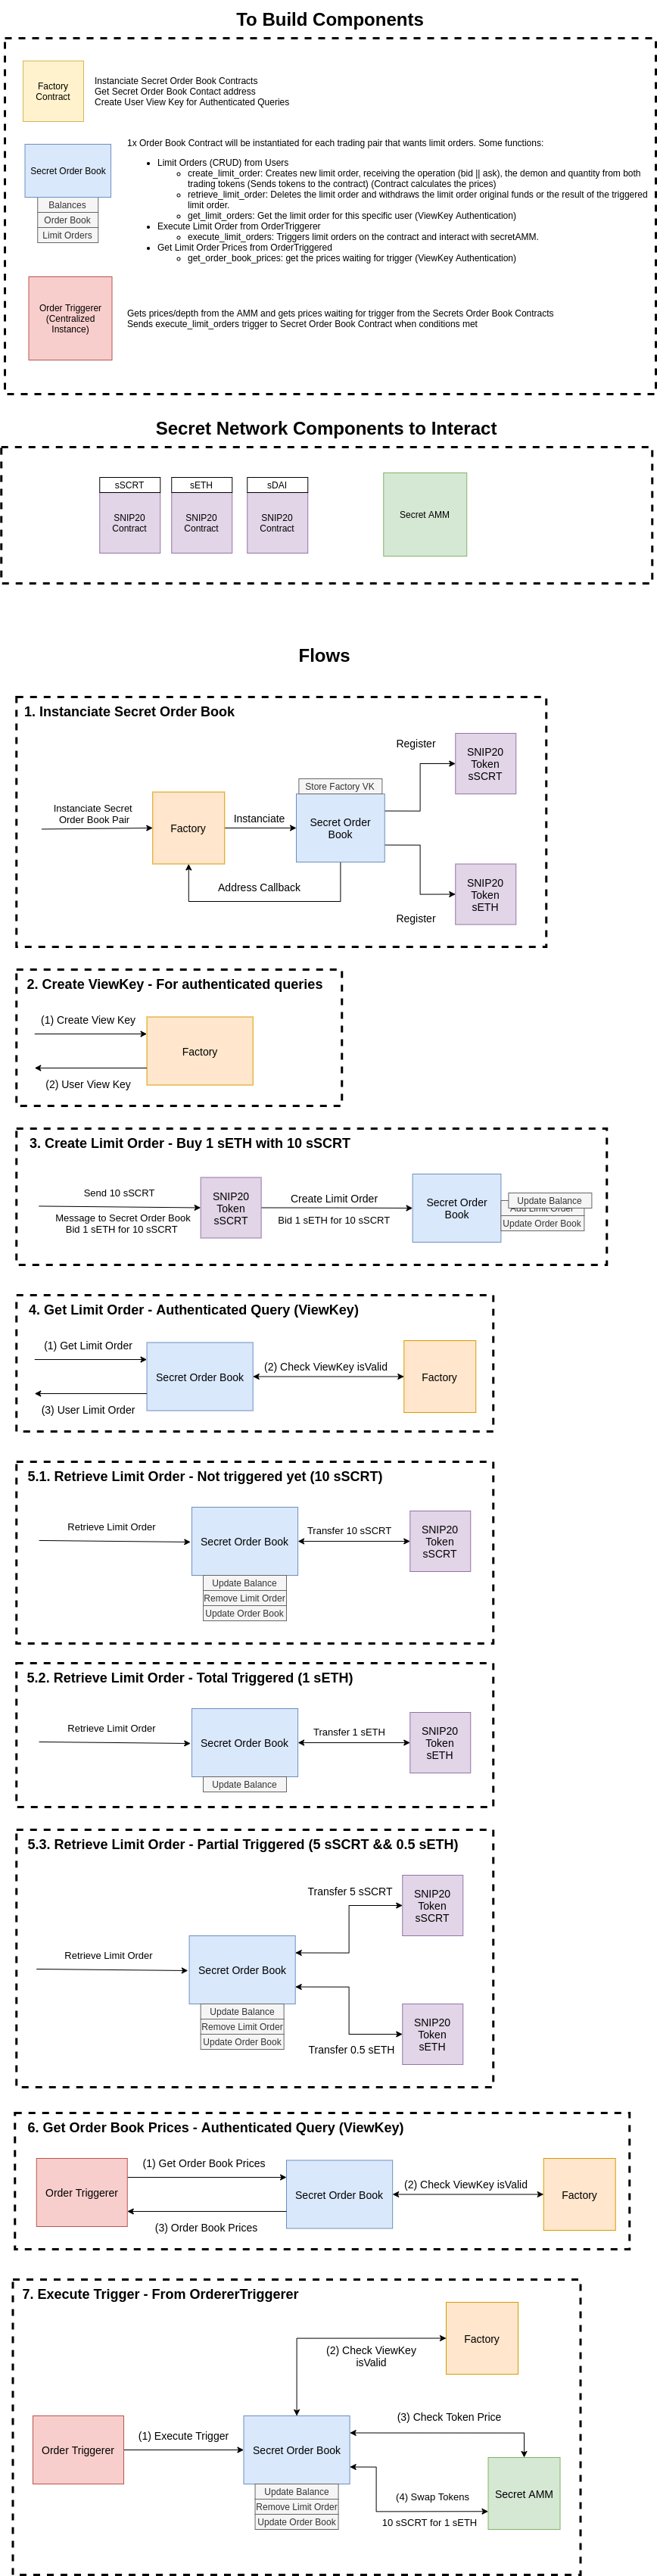 To Build Components
Factory
Contract
Instanciate Secret Order Book Contracts
Get Secret Order Book Contact address
Create User View Key for Authenticated Queries
Secret Order Book
Balances
Order Book
Limit Orders
1x Order Book Contract will be instantiated for each trading pair that wants limit orders. Some functions:
Limit Orders (CRUD) from Users
create_limit_order: Creates new limit order, receiving the operation (bid || ask), the demon and quantity from both
trading tokens (Sends tokens to the contract) (Contract calculates the prices)
retrieve_limit_order: Deletes the limit order and withdraws the limit order original funds or the result of the triggered
limit order.
get_limit_orders: Get the limit order for this specific user (ViewKey Authentication)
Execute Limit Order from OrderTriggerer
execute_limit_orders: Triggers limit orders on the contract and interact with secretAMM.
Get Limit Order Prices from OrderTriggered
get_order_book_prices: get the prices waiting for trigger (ViewKey Authentication)
Order Triggerer
(Centralized
Instance)
Gets prices/depth from the AMM and gets prices waiting for trigger from the Secrets Order Book Contracts
Sends execute_limit_orders trigger to Secret Order Book Contract when conditions met
Secret Network Components to Interact
sSCRT
SNIP20
Contract
sETH
SNIP20
Contract
sDAI
SNIP20
Contract
Secret AMM
Flows
1. Instanciate Secret Order Book
Instanciate Secret
Order Book Pair
Factory
Instanciate
Store Factory VK
Secret Order
Book
Address Callback
Register
SNIP20
Token
sSCRT
SNIP20
Token
sETH
Register
2. Create ViewKey - For authenticated queries
(1) Create View Key
Factory
(2) User View Key
3. Create Limit Order - Buy 1 sETH with 10 sSCRT
Send 10 sSCRT
Message to Secret Order Book
Bid 1 sETH for 10 sSCRT
SNIP20
Token
sSCRT
Create Limit Order
Bid 1 sETH for 10 sSCRT
Secret Order
Book
Update Balance
Add Limit Order
Update Order Book
4. Get Limit Order - Authenticated Query (ViewKey)
(1) Get Limit Order
Secret Order Book
(2) Check ViewKey isValid
Factory
(3) User Limit Order
5.1. Retrieve Limit Order - Not triggered yet (10 sSCRT)
Retrieve Limit Order
Secret Order Book
Transfer 10 sSCRT
SNIP20
Token
sSCRT
Update Balance
Remove Limit Order
Update Order Book
5.2. Retrieve Limit Order - Total Triggered (1 sETH)
Retrieve Limit Order
Secret Order Book
Transfer 1 sETH
SNIP20
Token
sETH
Update Balance
5.3. Retrieve Limit Order - Partial Triggered (5 sSCRT && 0.5 sETH)
Transfer 5 sSCRT
SNIP20
Token
sSCRT
Retrieve Limit Order
Secret Order Book
Update Balance
Remove Limit Order
Update Order Book
Transfer 0.5 sETH
SNIP20
Token
sETH
6. Get Order Book Prices - Authenticated Query (ViewKey)
Order Triggerer
(1) Get Order Book Prices
Secret Order Book
(2) Check ViewKey isValid
Factory
(3) Order Book Prices
7. Execute Trigger - From OrdererTriggerer
Factory
(2) Check ViewKey
isValid
Order Triggerer
(1) Execute Trigger
Secret Order Book
(3) Check Token Price
Update Balance
Remove Limit Order
Update Order Book
(4) Swap Tokens
10 sSCRT for 1 sETH
Secret AMM